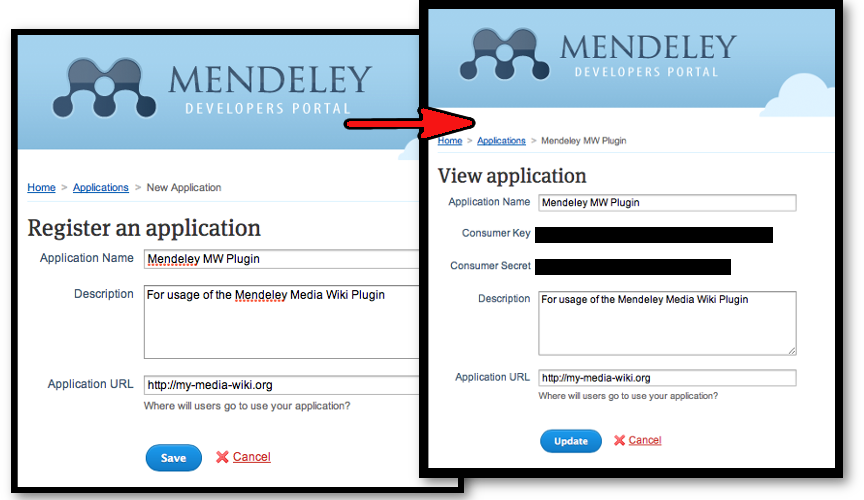 MENDELEY
DEVELOPERS PORTAL
Home > Applications > New Application
Register an application
Application Name Mendeley MW Plugin
Description For usage of the Mendeley Media Wiki Plugin
Application URL http://my-media-wiki.org
Where will users go to use your application?
Save Cancel
MENDELEY
DEVELOPERS PORTAL
Home > Applications > Mendeley MW Plugin
View application
Application Name Mendeley MW Plugin
Consumer Key
Consumer Secret
Description For usage of the Mendeley Media Wiki Plugin
Application URL http://my-media-wiki.org
Where will users go to use your application?
Update Cancel